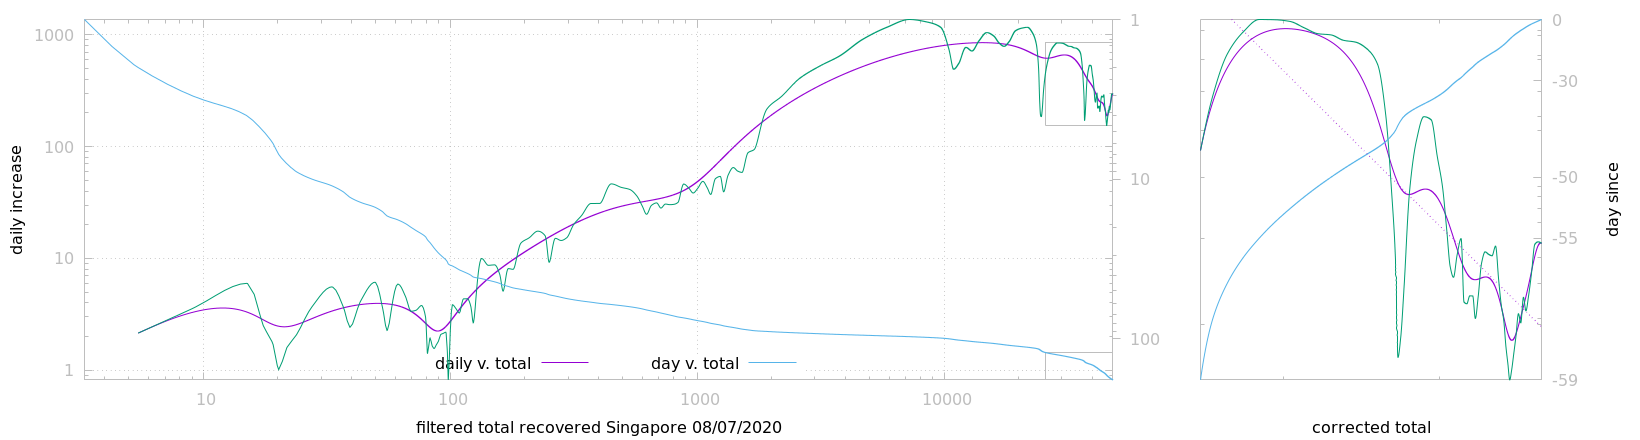 1000
100
10
1
daily increase
10
100
1000
10000
filtered total recovered Singapore 08/07/2020
daily v. total
day v. total
1
10
100
0
-30
-50
-55
-59
day since
corrected total